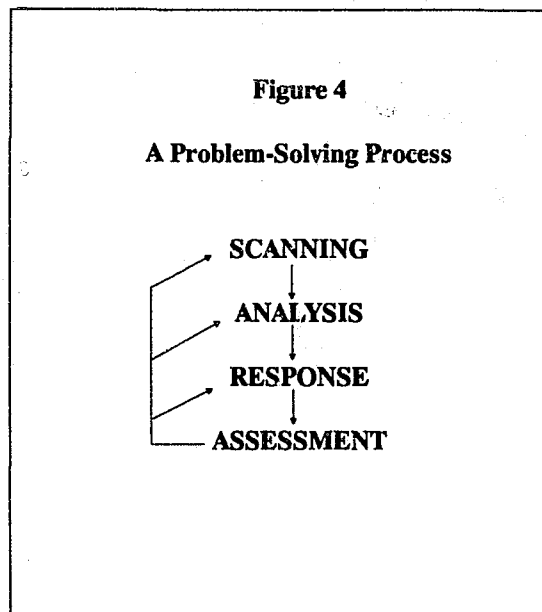 Figure 4
A Problem-Solving Process
SCANNING
ANALYSIS
RESPONSE
ASSESSMENT